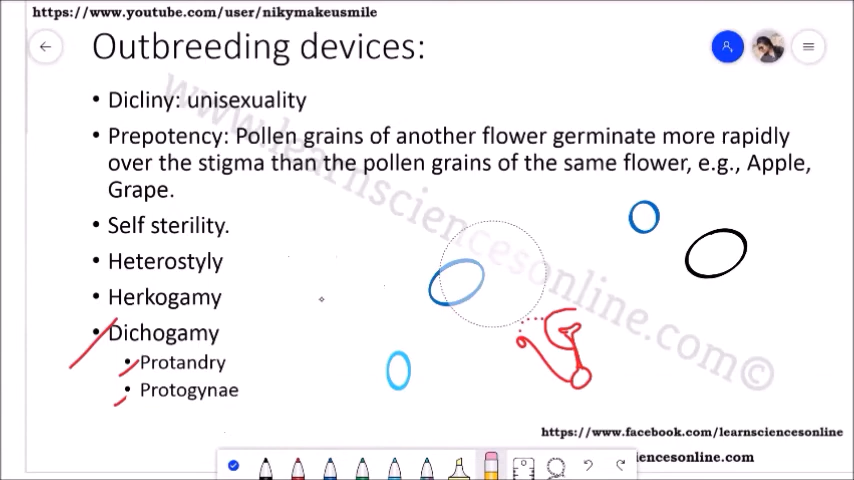 https://www.youtube.com/user/nikymakeusmile
Outbreeding devices:
• Dicliny: unisexuality
• Prepotency: Pollen grains of another flower germinate more rapidly
over the stigma than the pollen grains of the same flower, e.g., Apple,
Grape.
• Self sterility.
• Heterostyly
• Herkogamy
• Dichogamy
• Protandry
• Protogynae
www.learnsciencesonline.com©
https://www.facebook.com/learnsciencesonline
iencesonline.com